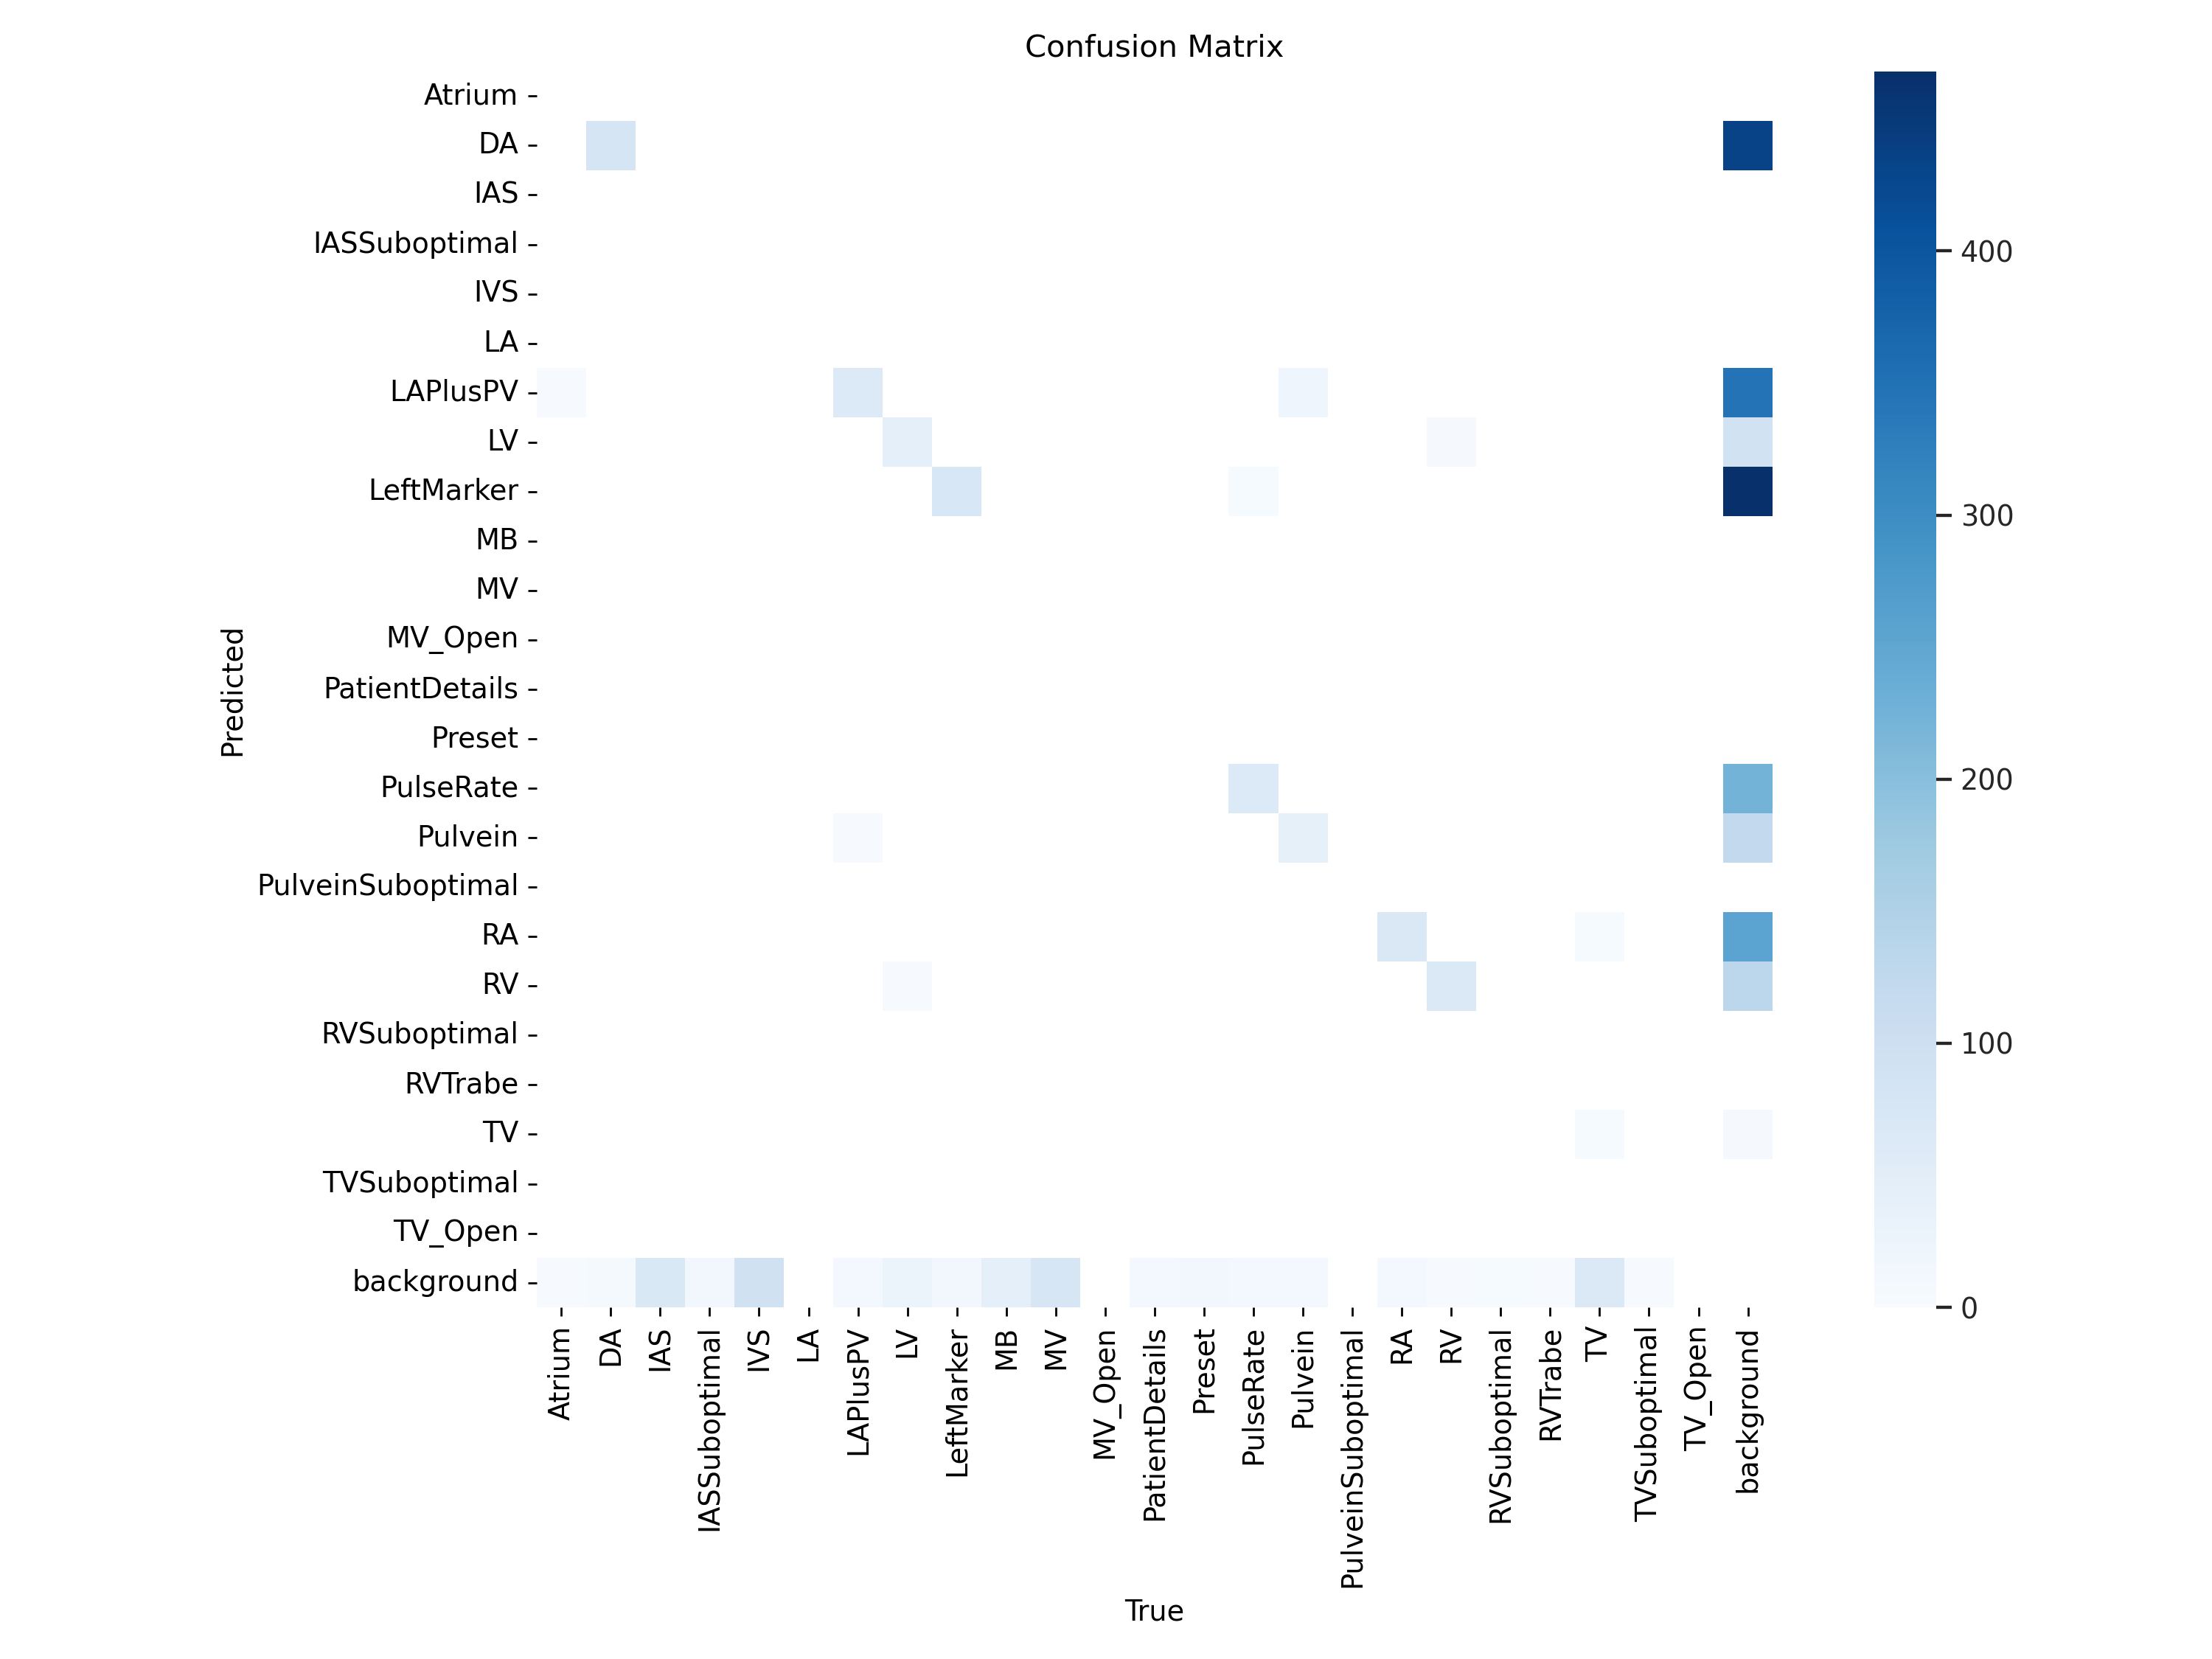 Confusion Matrix
Atrium
DA
IAS
IASSuboptimal
IVS
LA
LAPlusPV
LV
LeftMarker
MB
MV
MV_Open
PatientDetails
Preset
PulseRate
Pulvein
PulveinSuboptimal
RA
RV
RVSuboptimal
RVTrabe
TV
TVSuboptimal
TV_Open
background
Predicted
Atrium
DA
IAS
IASSuboptimal
IVS
LA
LAPlusPV
LV
LeftMarker
MB
MV
MV_Open
PatientDetails
Preset
PulseRate
Pulvein
PulveinSuboptimal
RA
RV
RVSuboptimal
RVTrabe
TV
TVSuboptimal
TV_Open
background
True
400
300
200
100
0